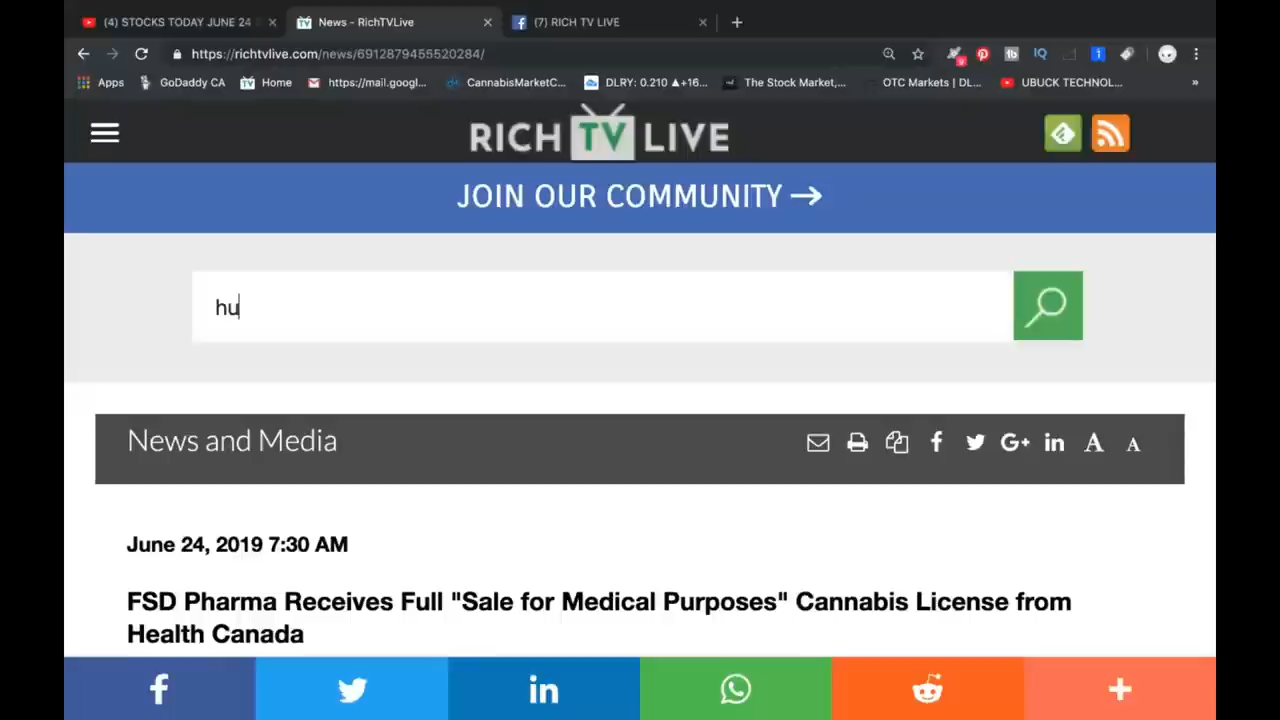 (4) STOCKS TODAY JUNE 24
News - RichTVLive
(7) RICH TV LIVE
https://richtvlive.com/news/6912879455520284/
Apps
GoDaddy CA
Home
https://mail.googl...
CannabisMarketC...
DLRY: 0.210 ▲+16...
The Stock Market,...
OTC Markets | DL...
UBUCK TECHNOL...
»
RICH TV LIVE
JOIN OUR COMMUNITY →
hu
News and Media
G+ in A A
June 24, 2019 7:30 AM
FSD Pharma Receives Full "Sale for Medical Purposes" Cannabis License from
Health Canada